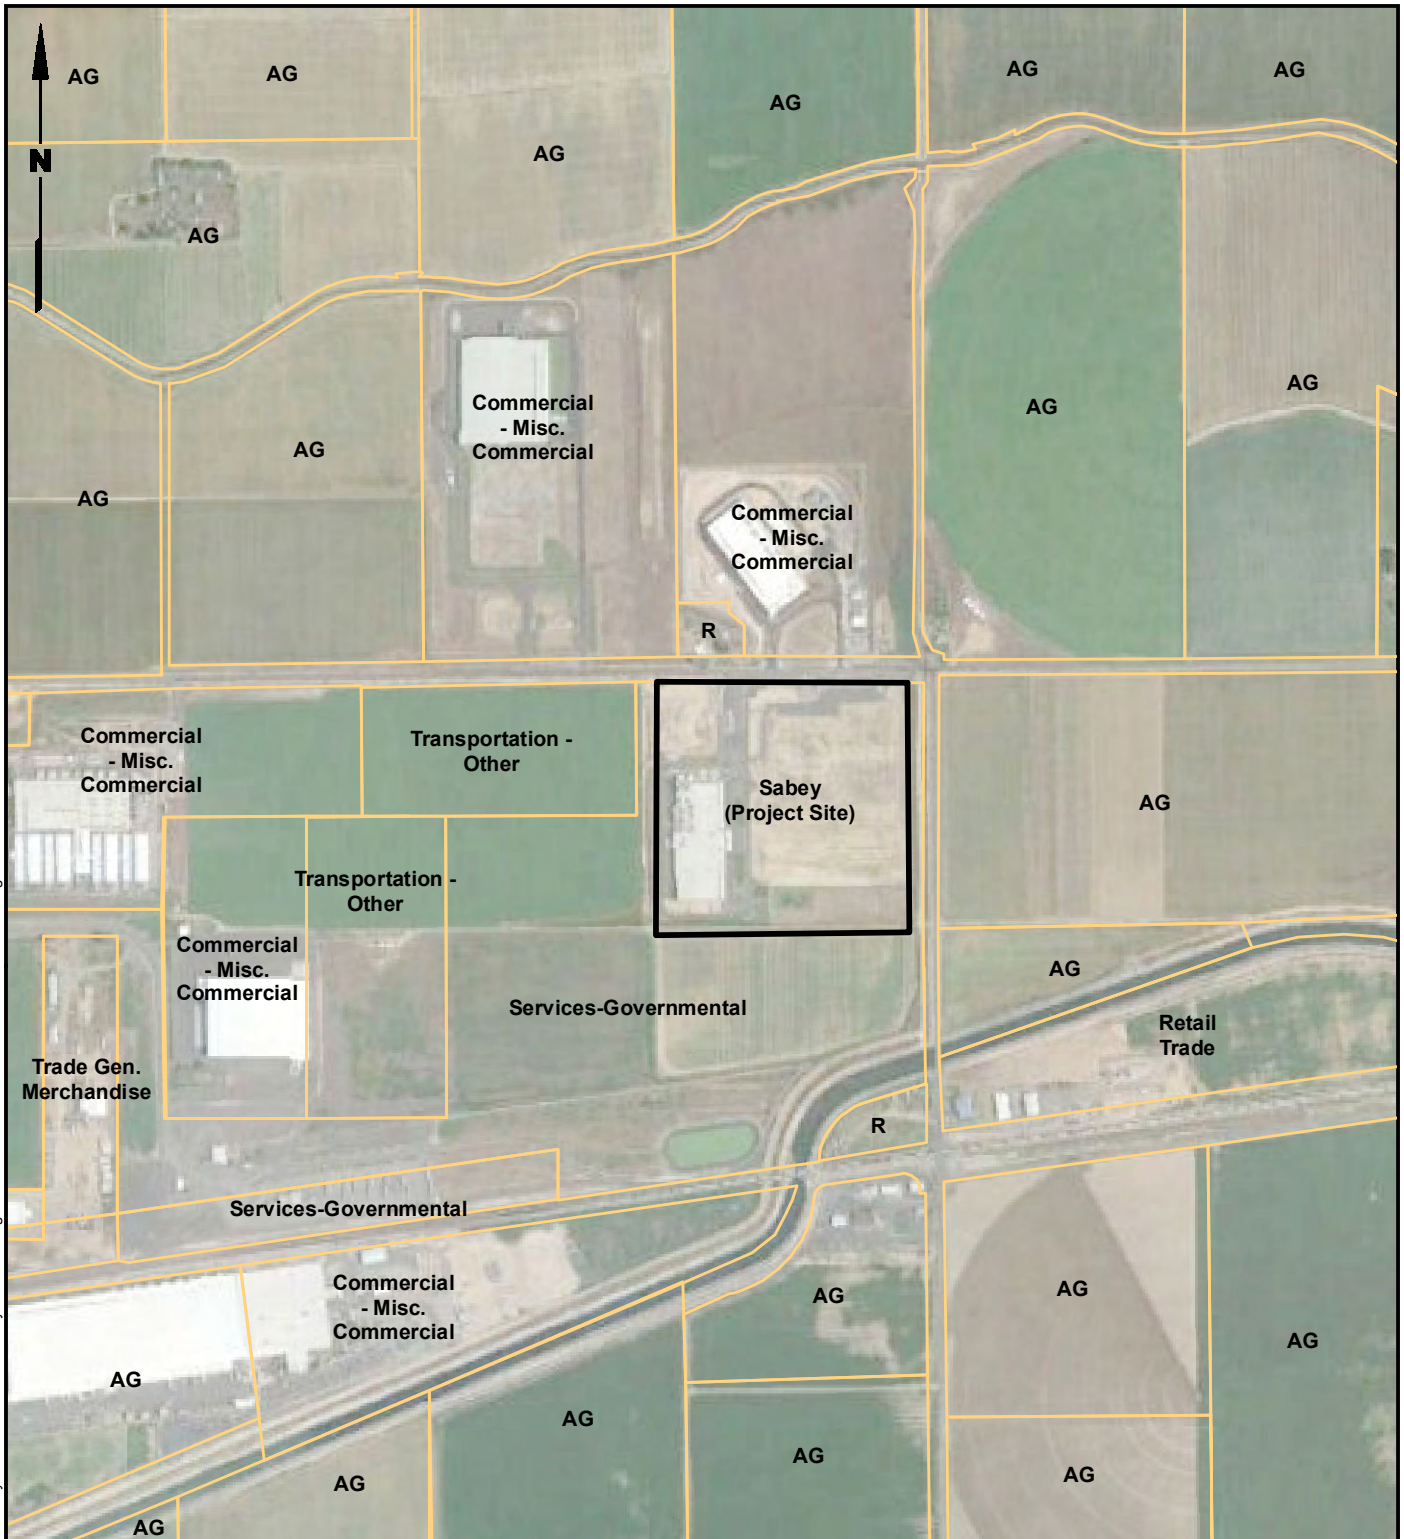 AG
AG
AG
AG
AG
AG
N
AG
AG
AG
Commercial
- Misc.
Commercial
AG
AG
AG
Commercial
- Misc.
Commercial
R
Commercial
- Misc.
Commercial
Transportation -
Other
Sabey
(Project Site)
AG
Transportation -
Other
Commercial
- Misc.
Commercial
AG
Services-Governmental
Retail
Trade
Trade Gen.
Merchandise
R
Services-Governmental
Commercial
- Misc.
Commercial
AG
AG
AG
AG
AG
AG
AG
AG
AG